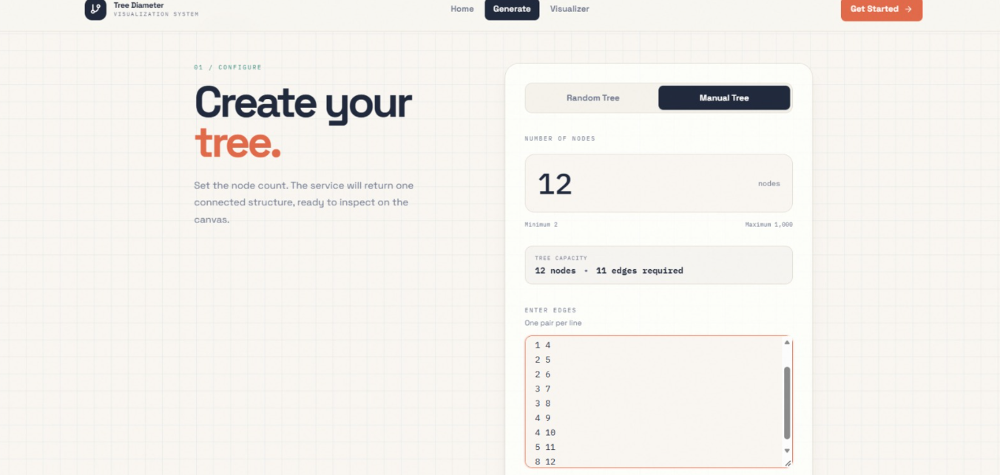 Tree Diameter
VISUALIZATION SYSTEM
Home
Generate
Visualizer
Get Started →
01 / CONFIGURE
Create your
tree.
Set the node count. The service will return one
connected structure, ready to inspect on the
canvas.
Random Tree
Manual Tree
NUMBER OF NODES
12
nodes
Minimum 2
Maximum 1,000
TREE CAPACITY
12 nodes • 11 edges required
ENTER EDGES
One pair per line
1 4
2 5
2 6
3 7
3 8
4 9
4 10
5 11
8 12